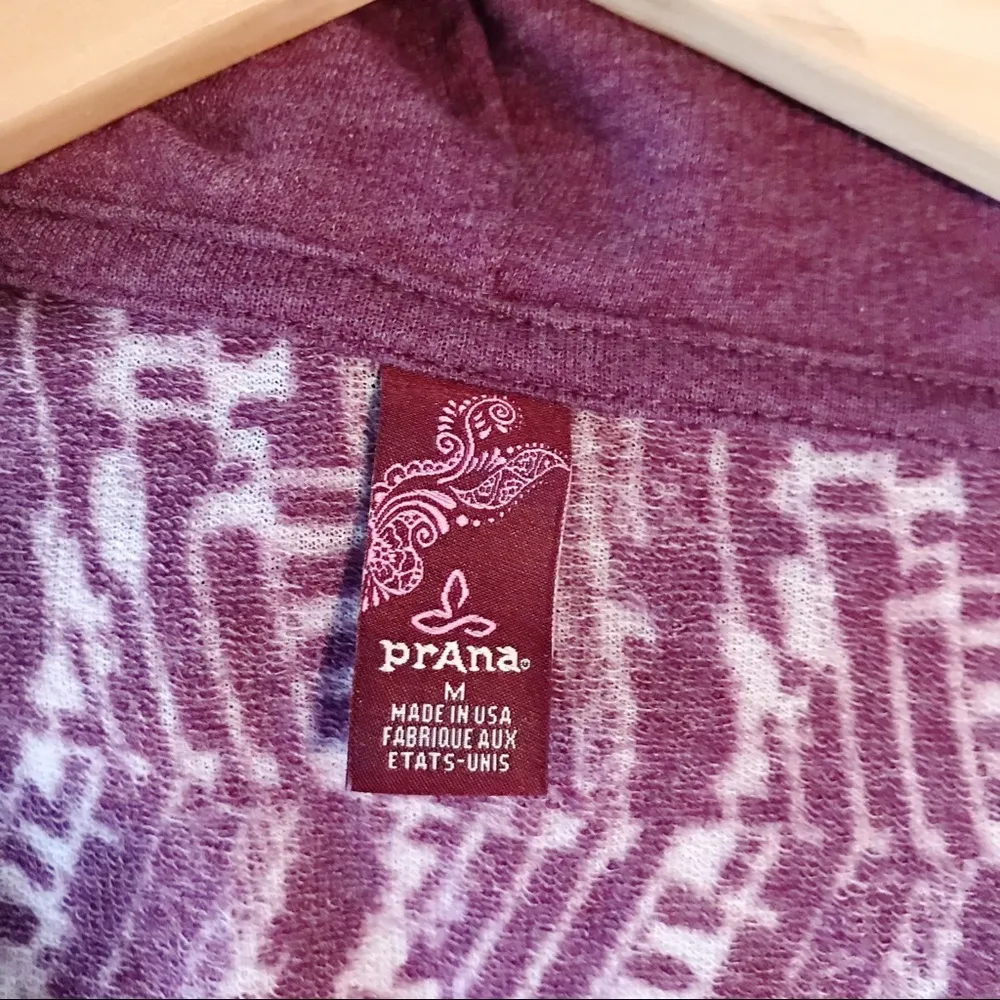 prAna®
M
MADE IN USA
FABRIQUE AUX
ETATS-UNIS